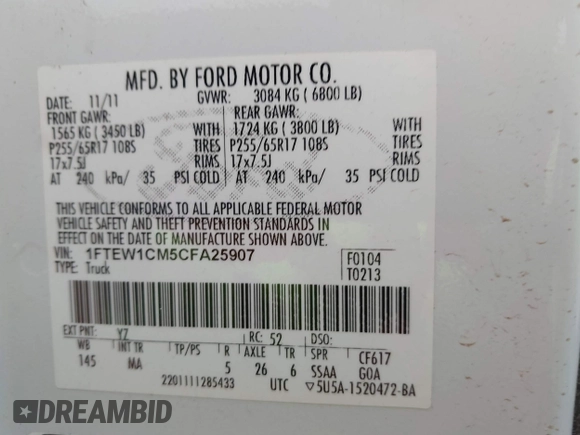 MFD. BY FORD MOTOR CO.
DATE: 11/11 GVWR: 3084 KG ( 6800 LB)
FRONT GAWR: REAR GAWR:
1565 KG ( 3450 LB) WITH 1724 KG ( 3800 LB) WITH
P255/65R17 108S TIRES P255/65R17 108S TIRES
17x7.5J RIMS 17x7.5J RIMS
AT 240 kPa/ 35 PSI COLD AT 240 kPa/ 35 PSI COLD
THIS VEHICLE CONFORMS TO ALL APPLICABLE FEDERAL MOTOR
VEHICLE SAFETY AND THEFT PREVENTION STANDARDS IN
EFFECT ON THE DATE OF MANUFACTURE SHOWN ABOVE.
VIN: 1FTEW1CM5CFA25907 F0104
TYPE: Truck T0213
EXT PNT: YZ RC: 52 DSO:
WB INT TR TP/PS R AXLE TR SPR CF617
145 MA 5 26 6 SSAA GOA
2201111285433 UTC ▽5U5A-1520472-BA
DREAMBID